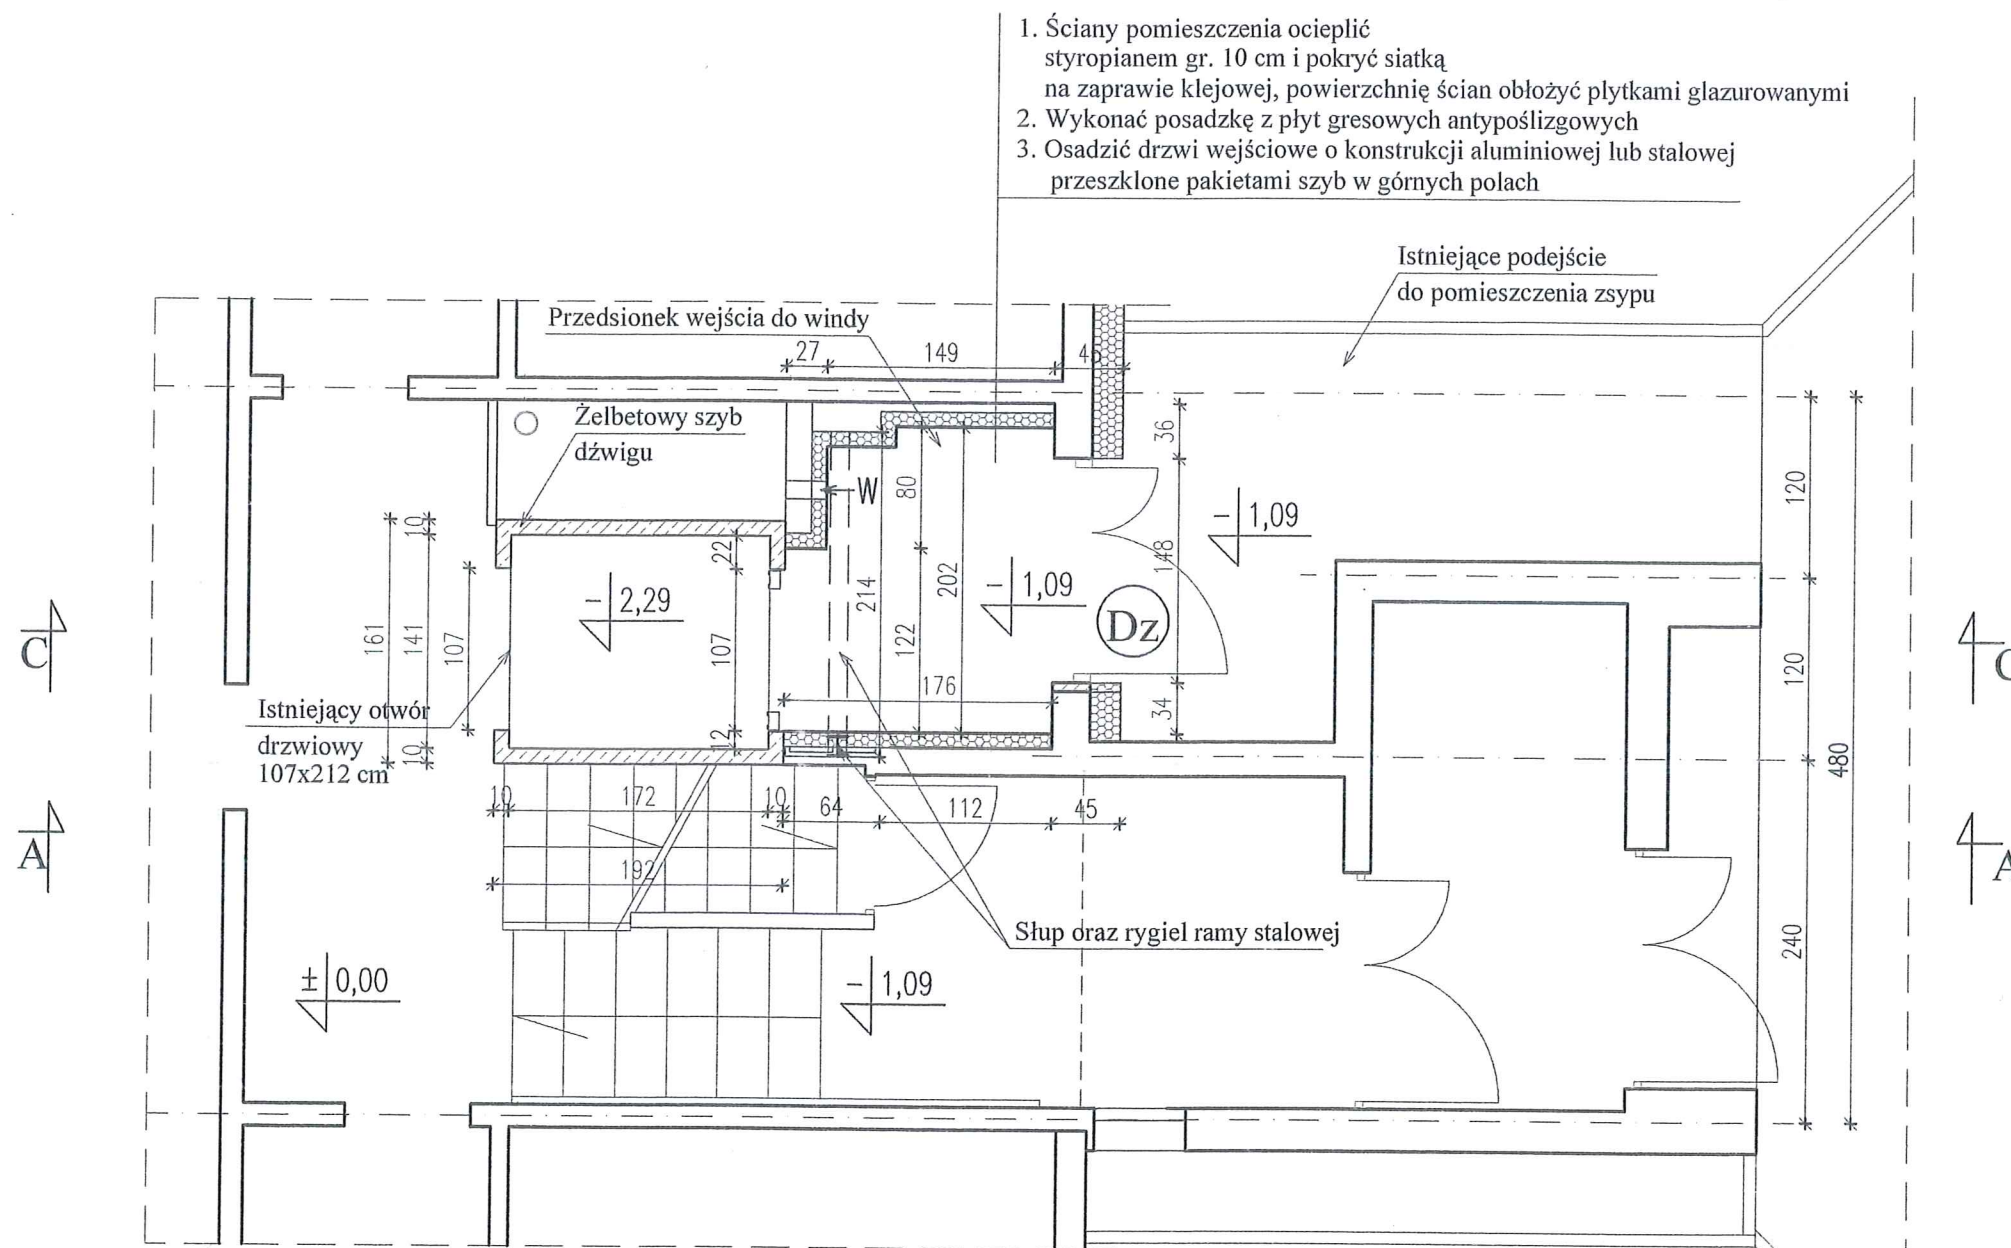 1. Ściany pomieszczenia ocieplić
styropianem gr. 10 cm i pokryć siatką
na zaprawie klejowej, powierzchnię ścian obłożyć plytkami glazurowanymi
2. Wykonać posadzkę z płyt gresowych antypoślizgowych
3. Osadzić drzwi wejściowe o konstrukcji aluminiowej lub stalowej
przeszklone pakietami szyb w górnych polach
Istniejące podejście
do pomieszczenia zsypu
Przedsionek wejścia do windy
27
149
45
Żelbetowy szyb
dźwigu
36
W
80
120
- 1,09
10
22
148
- 1,09
- 2,29
214
202
Dz
161
141
107
107
122
C
C
120
176
Istniejący otwór
drzwiowy
107x212 cm
34
10
12
480
10
172
10
64
112
45
A
A
192
Słup oraz rygiel ramy stalowej
240
± 0,00
- 1,09